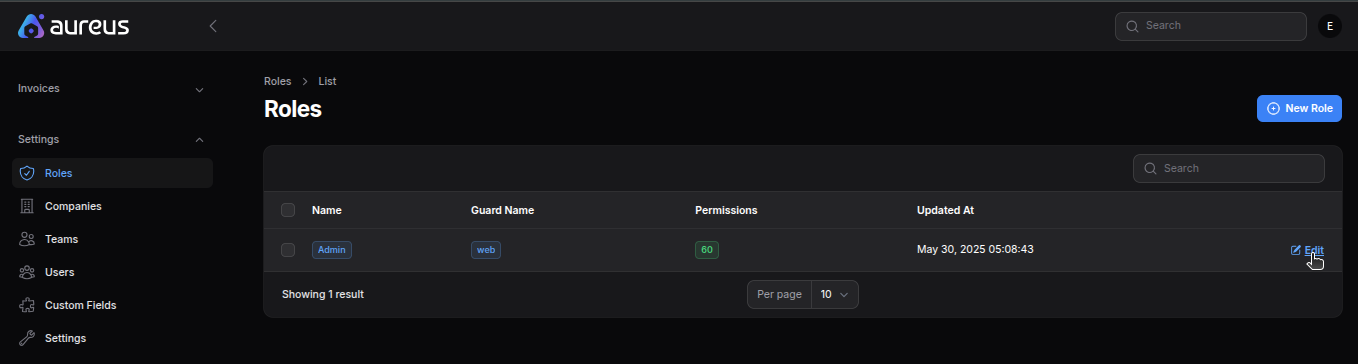 aureus
Search
E
Invoices
Settings
Roles
Companies
Teams
Users
Custom Fields
Settings
Roles > List
Roles
New Role
Search
Name Guard Name Permissions Updated At
Admin web 60 May 30, 2025 05:08:43 Edit
Showing 1 result Per page 10